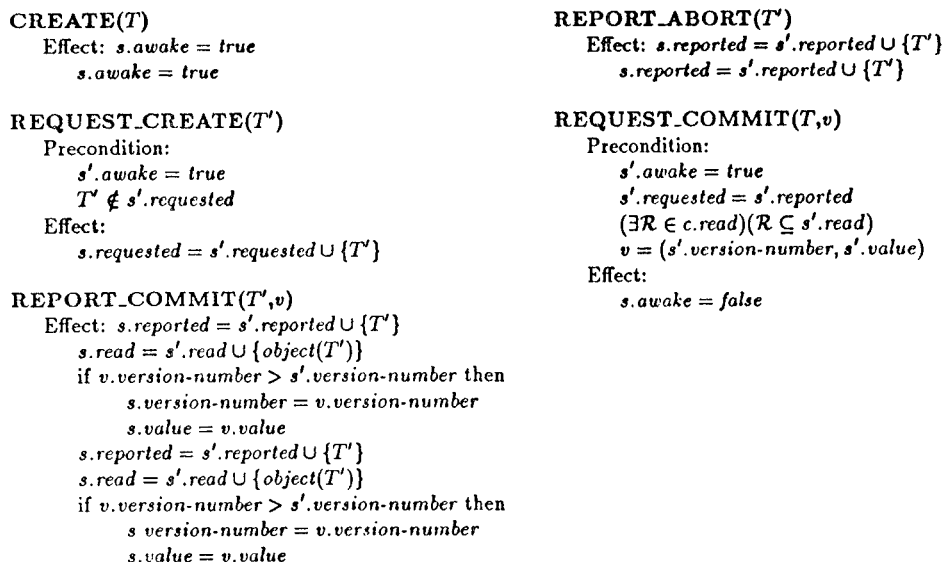 CREATE(T)
Effect: s.awake = true
s.awake = true
REQUEST_CREATE(T′)
Precondition:
s′.awake = true
T′ ∉ s′.requested
Effect:
s.requested = s′.requested ∪ {T′}
REPORT_COMMIT(T′,v)
Effect: s.reported = s′.reported ∪ {T′}
s.read = s′.read ∪ {object(T′)}
if v.version-number > s′.version-number then
s.version-number = v.version-number
s.value = v.value
s.reported = s′.reported ∪ {T′}
s.read = s′.read ∪ {object(T′)}
if v.version-number > s′.version-number then
s version-number = v.version-number
s.value = v.value
REPORT_ABORT(T′)
Effect: s.reported = s′.reported ∪ {T′}
s.reported = s′.reported ∪ {T′}
REQUEST_COMMIT(T,v)
Precondition:
s′.awake = true
s′.requested = s′.reported
(∃ℛ ∈ c.read)(ℛ ⊆ s′.read)
v = (s′.version-number, s′.value)
Effect:
s.awake = false